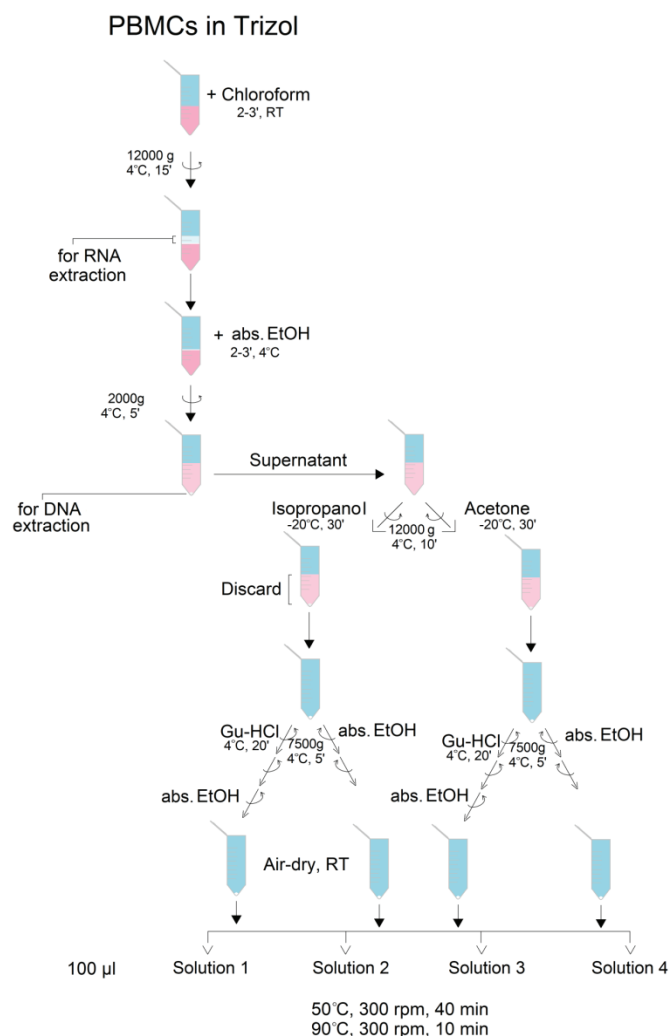 PBMCs in Trizol
+ Chloroform
2-3', RT
12000 g
4°C, 15'
for RNA
extraction
+ abs. EtOH
2-3', 4°C
2000g
4°C, 5'
Supernatant
for DNA
extraction
Isopropanol
-20°C, 30'
12000 g
4°C, 10'
Acetone
-20°C, 30'
Discard
Gu-HCl
4°C, 20'
7500g
4°C, 5'
abs. EtOH
abs. EtOH
Gu-HCl
4°C, 20'
7500g
4°C, 5'
abs. EtOH
abs. EtOH
Air-dry, RT
100 µl
Solution 1
Solution 2
Solution 3
Solution 4
50°C, 300 rpm, 40 min
90°C, 300 rpm, 10 min